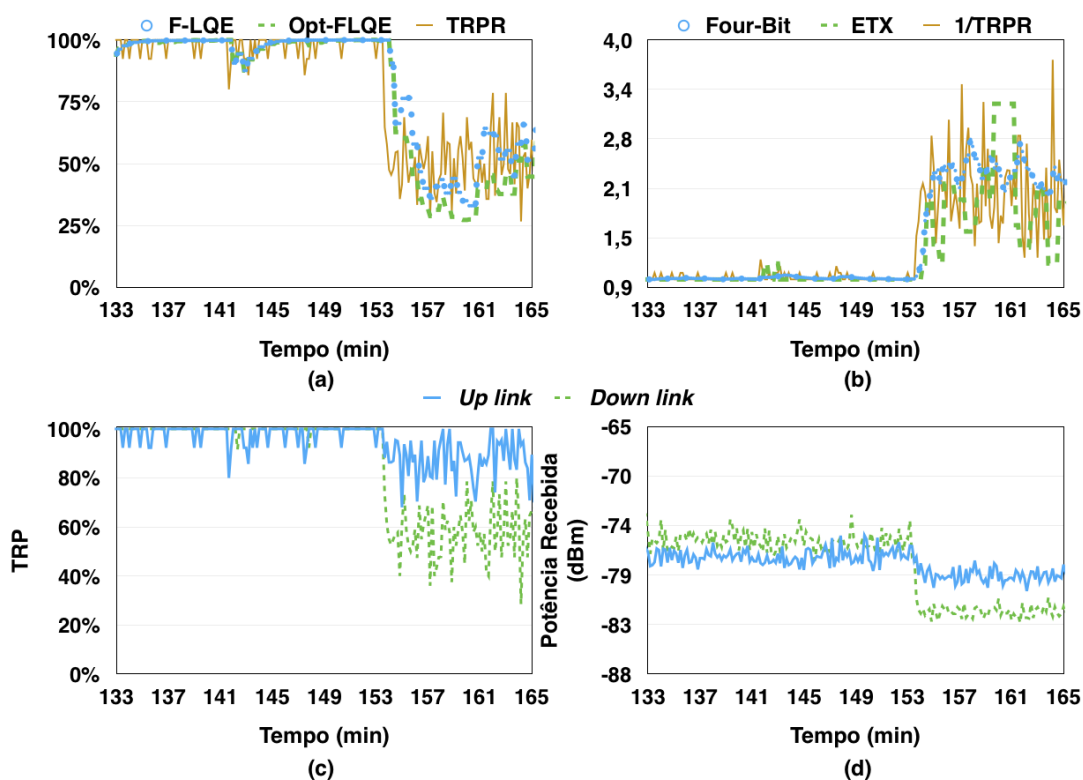 F-LQE Opt-FLQE TRPR
100%
75%
50%
25%
0%
133 137 141 145 149 153 157 161 165
Tempo (min)
(a)
Four-Bit ETX 1/TRPR
4,0
3,4
2,8
2,1
1,5
0,9
133 137 141 145 149 153 157 161 165
Tempo (min)
(b)
Up link Down link
TRP
100%
80%
60%
40%
20%
0%
133 137 141 145 149 153 157 161 165
Tempo (min)
(c)
Potência Recebida
(dBm)
-65
-70
-74
-79
-83
-88
133 137 141 145 149 153 157 161 165
Tempo (min)
(d)